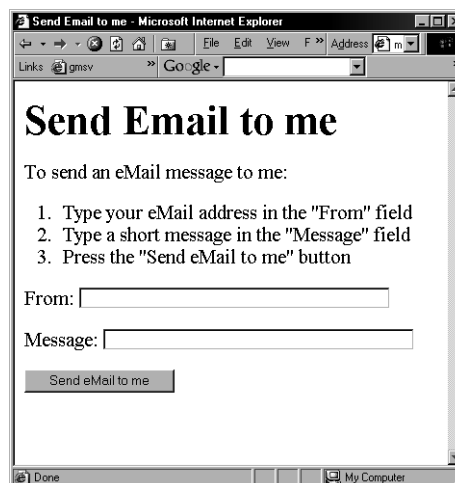 Send Email to me - Microsoft Internet Explorer
File Edit View F » Address m
Links gmsv » Google
Send Email to me
To send an eMail message to me:
1. Type your eMail address in the "From" field
2. Type a short message in the "Message" field
3. Press the "Send eMail to me" button
From:
Message:
Send eMail to me
Done My Computer